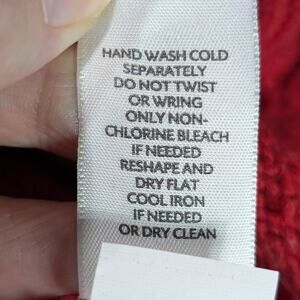 HAND WASH COLD
SEPARATELY
DO NOT TWIST
OR WRING
ONLY NON-
CHLORINE BLEACH
IF NEEDED
RESHAPE AND
DRY FLAT
COOL IRON
IF NEEDED
OR DRY CLEAN